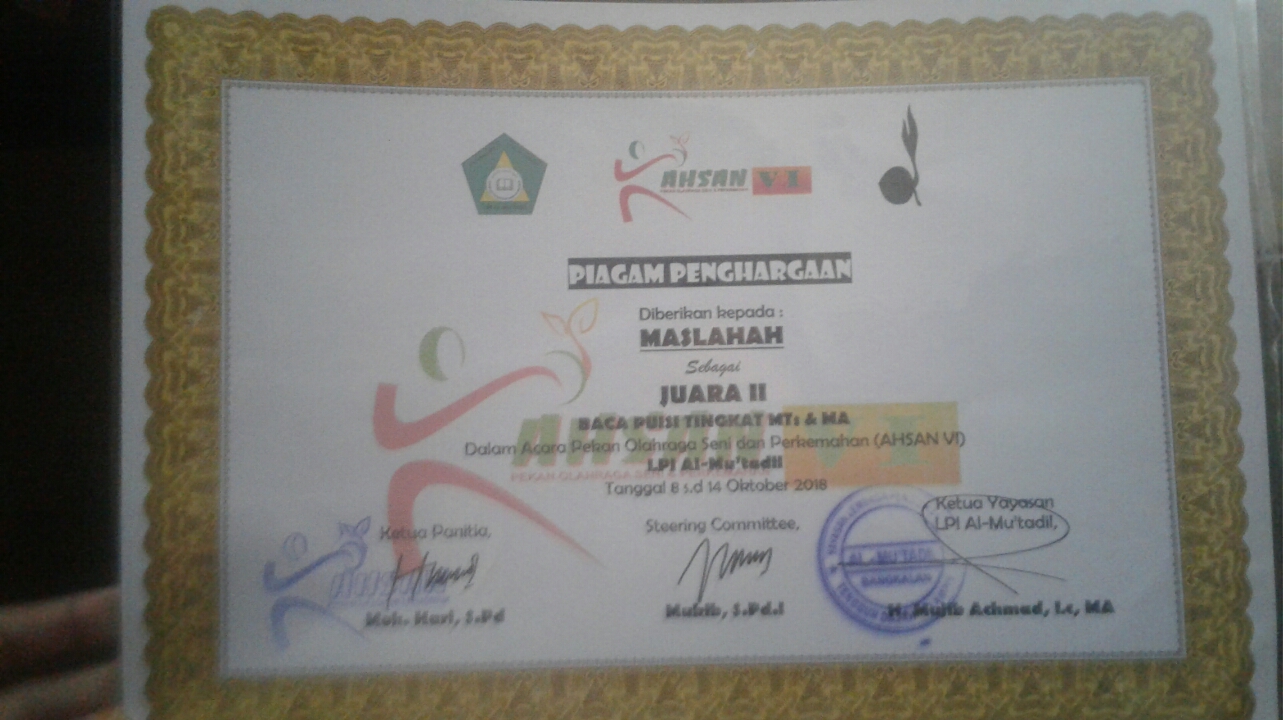 AHSAN VI
PIAGAM PENGHARGAAN
Diberikan kepada :
MASLAHAH
Sebagai
JUARA II
BACA PUISI TINGKAT MTs & MA
Dalam Acara Pekan Olahraga Seni dan Perkemahan (AHSAN VI)
LPI Al-Mu'tadil
Tanggal 8 s.d 14 Oktober 2018
Ketua Panitia,
Steering Committee,
Ketua Yayasan
LPI Al-Mu'tadil,
AL-MU'TADIL
BANGKALAN
Moh. S.Pd
S.Pd.I
H. Mujib Achmad, Lc, MA